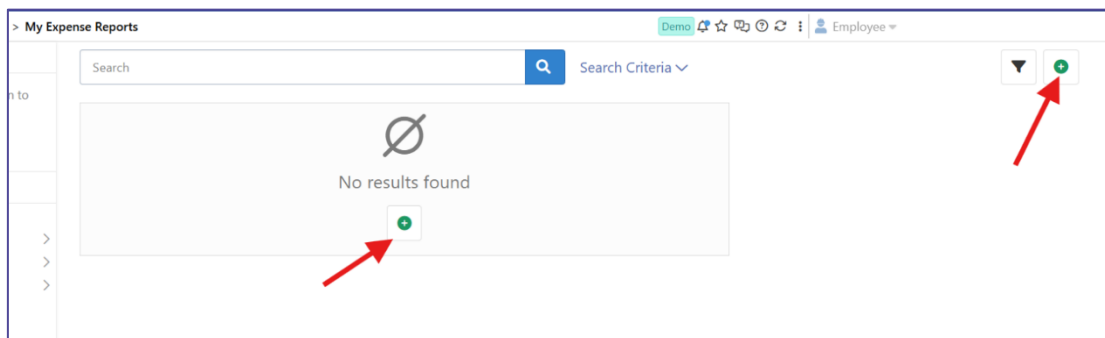 > My Expense Reports
Demo
Employee
Search
Search Criteria
n to
No results found